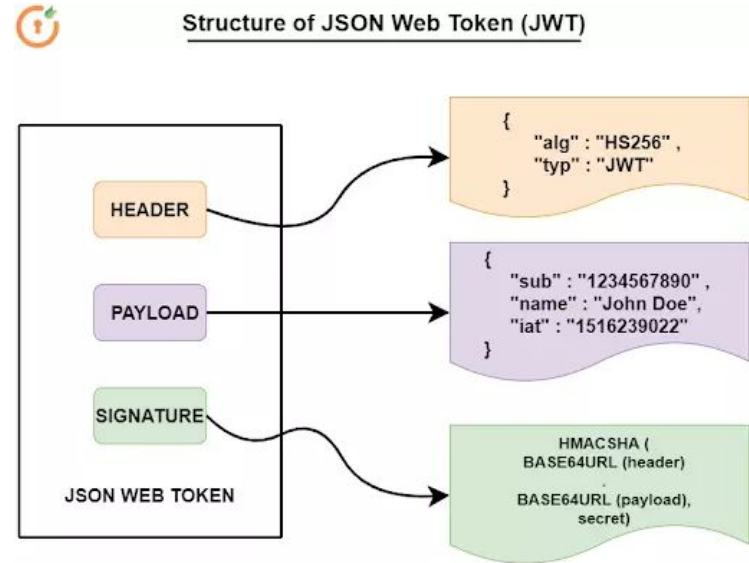 Structure of JSON Web Token (JWT)
HEADER
PAYLOAD
SIGNATURE
JSON WEB TOKEN
{
"alg" : "HS256" ,
"typ" : "JWT"
}
{
"sub" : "1234567890" ,
"name" : "John Doe",
"iat" : "1516239022"
}
HMACSHA (
BASE64URL (header)
.
BASE64URL (payload),
secret)